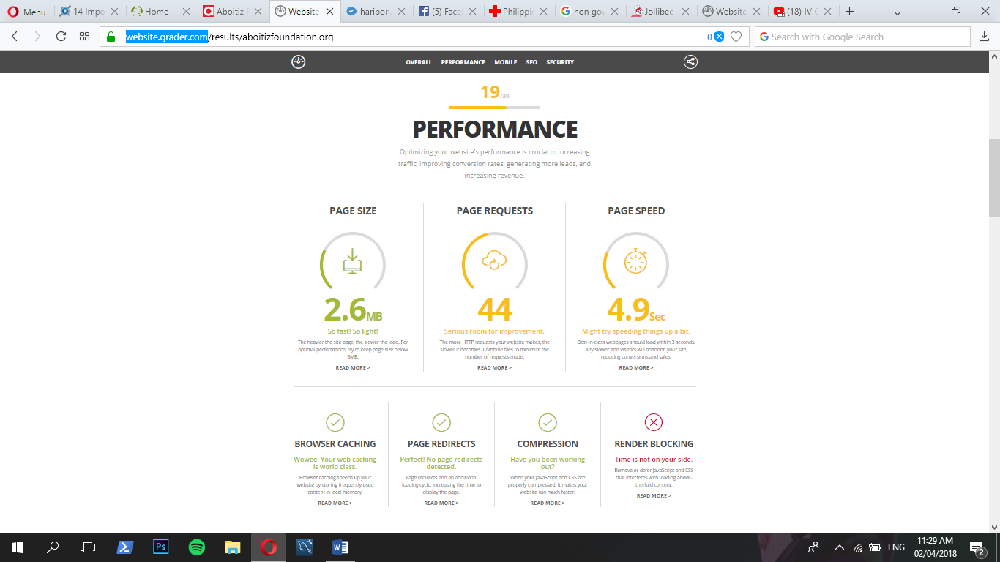 Menu
14 Impo
Home -
Aboitiz F
Website
haribon
(5) Face
Philippin
non gov
Jollibee
Website
(18) IV C
website.grader.com/results/aboitizfoundation.org
0
Search with Google Search
OVERALL PERFORMANCE MOBILE SEO SECURITY
19/30
PERFORMANCE
Optimizing your website's performance is crucial to increasing
traffic, improving conversion rates, generating more leads, and
increasing revenue.
PAGE SIZE
2.6MB
So fast! So light!
The heavier the site page, the slower the load. For
optimal performance, try to keep page size below
3MB.
READ MORE >
PAGE REQUESTS
44
Serious room for improvement.
The more HTTP requests your website makes, the
slower it becomes. Combine files to minimize the
number of requests made.
READ MORE >
PAGE SPEED
4.9Sec
Might try speeding things up a bit.
Best-in-class webpages should load within 3 seconds.
Any slower and visitors will abandon your site,
reducing conversions and sales.
READ MORE >
BROWSER CACHING
Wowee. Your web caching
is world class.
Browser caching speeds up your
website by storing frequently used
content in local memory.
READ MORE >
PAGE REDIRECTS
Perfect! No page redirects
detected.
Page redirects add an additional
loading cycle, increasing the time to
display the page.
READ MORE >
COMPRESSION
Have you been working
out?
When your JavaScript and CSS are
properly compressed, it makes your
website run much faster.
READ MORE >
RENDER BLOCKING
Time is not on your side.
Remove or defer JavaScript and CSS
that interferes with loading above-
the-fold content.
READ MORE >
Ps
ENG
11:29 AM
02/04/2018
2